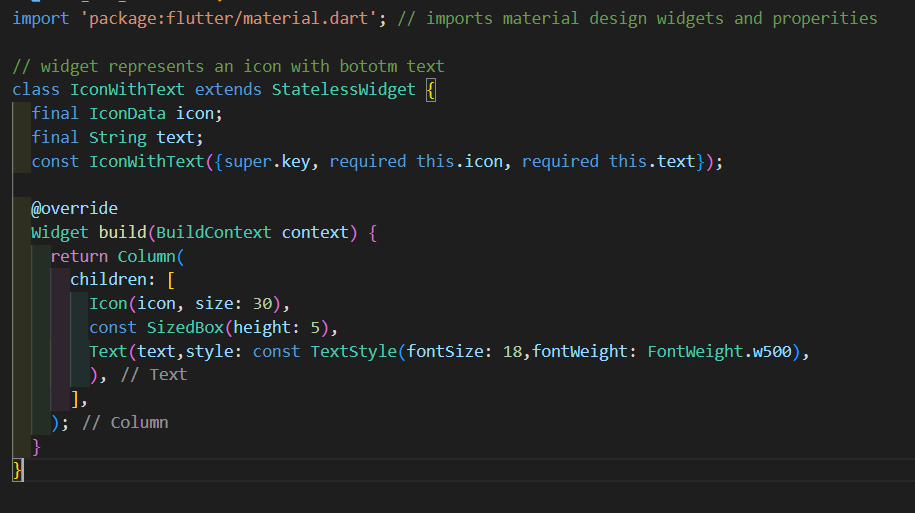 import 'package:flutter/material.dart'; // imports material design widgets and properities
// widget represents an icon with bototm text
class IconWithText extends StatelessWidget {
  final IconData icon;
  final String text;
  const IconWithText({super.key, required this.icon, required this.text});
  @override
  Widget build(BuildContext context) {
    return Column(
      children: [
        Icon(icon, size: 30),
        const SizedBox(height: 5),
        Text(text,style: const TextStyle(fontSize: 18,fontWeight: FontWeight.w500),
        ), // Text
      ],
    ); // Column
  }
}